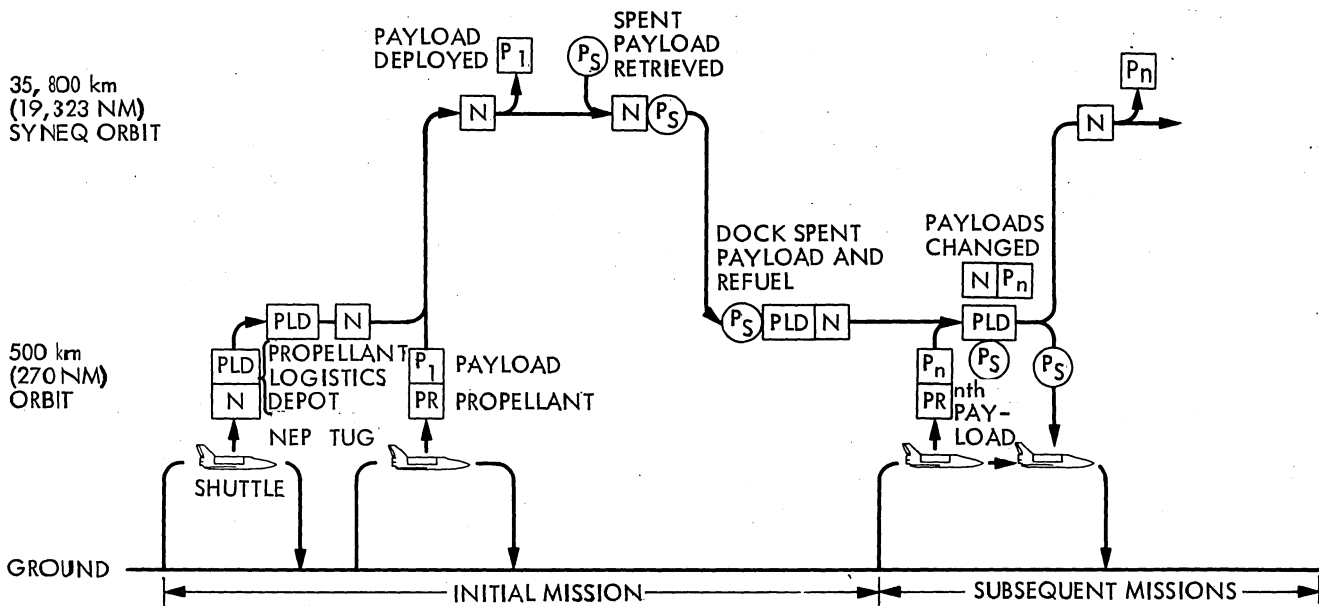 PAYLOAD
DEPLOYED
P1
SPENT
PAYLOAD
RETRIEVED
PS
Pn
35,800 km
(19,323 NM)
SYNEQ ORBIT
N
N
PS
N
DOCK SPENT
PAYLOAD AND
REFUEL
PAYLOADS
CHANGED
N
Pn
PLD
N
PS
PLD
N
PLD
PS
PS
500 km
(270 NM)
ORBIT
PLD
N
PROPELLANT
LOGISTICS
DEPOT
P1
PAYLOAD
PR
PROPELLANT
Pn
PR
nth
PAY-
LOAD
NEP TUG
SHUTTLE
GROUND
INITIAL MISSION
SUBSEQUENT MISSIONS